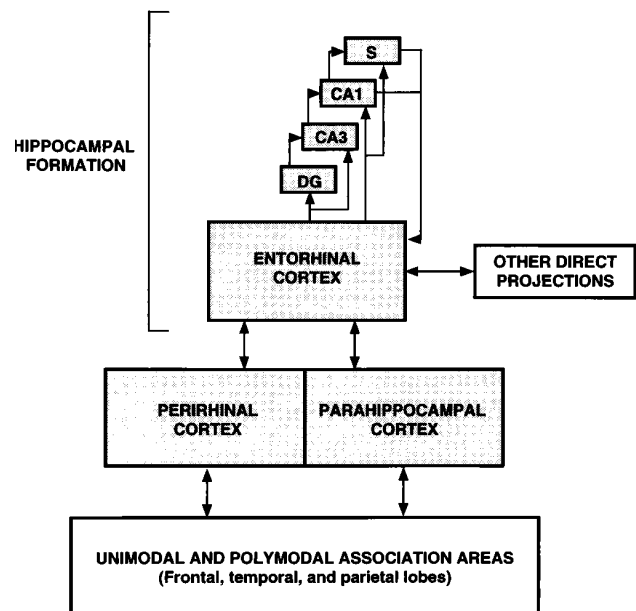 S
CA1
HIPPOCAMPAL
FORMATION
CA3
DG
ENTORHINAL
CORTEX
OTHER DIRECT
PROJECTIONS
PERIRHINAL
CORTEX
PARAHIPPOCAMPAL
CORTEX
UNIMODAL AND POLYMODAL ASSOCIATION AREAS
(Frontal, temporal, and parietal lobes)